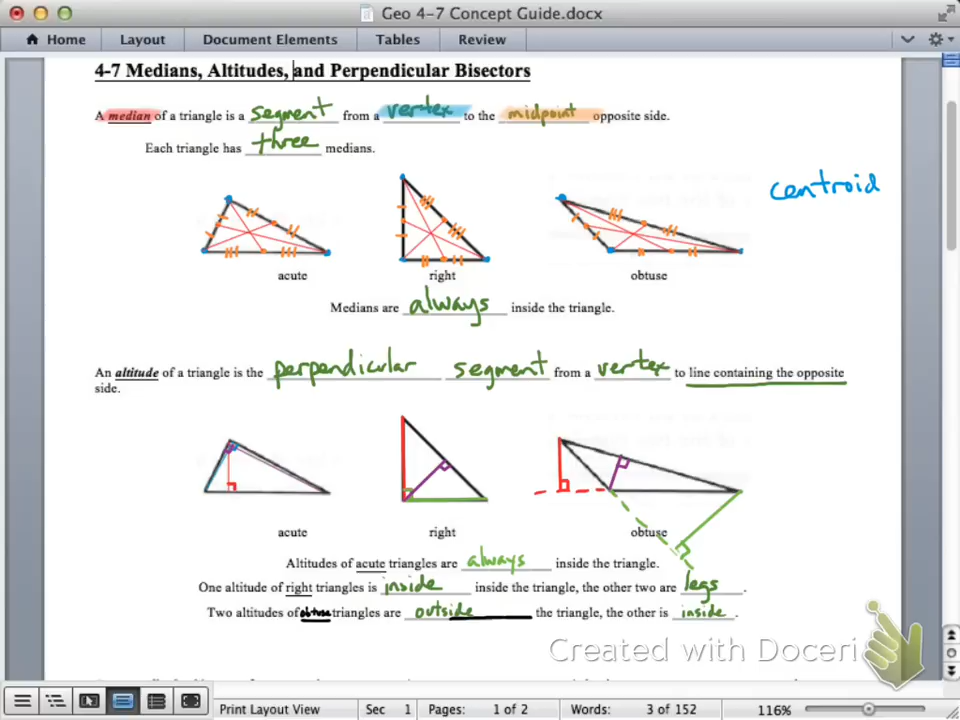 Geo 4-7 Concept Guide.docx
Home Layout Document Elements Tables Review
4-7 Medians, Altitudes, and Perpendicular Bisectors
A median of a triangle is a segment from a vertex to the midpoint opposite side.
Each triangle has three medians.
centroid
acute right obtuse
Medians are always inside the triangle.
An altitude of a triangle is the perpendicular segment from a vertex to line containing the opposite
side.
acute right obtuse
Altitudes of acute triangles are always inside the triangle.
One altitude of right triangles is inside inside the triangle, the other two are legs.
Two altitudes of obtuse triangles are outside the triangle, the other is inside.
Created with Doceri
Print Layout View Sec 1 Pages: 1 of 2 Words: 3 of 152 116%